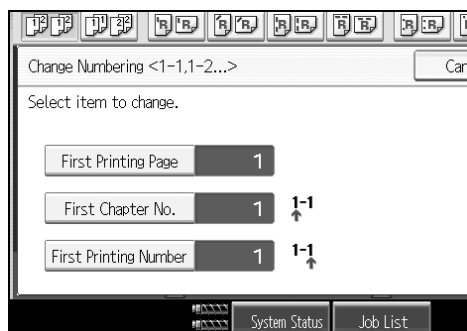 Change Numbering <1-1,1-2...>
Select item to change.
First Printing Page 1
First Chapter No. 1 1-1
First Printing Number 1 1-1
System Status Job List